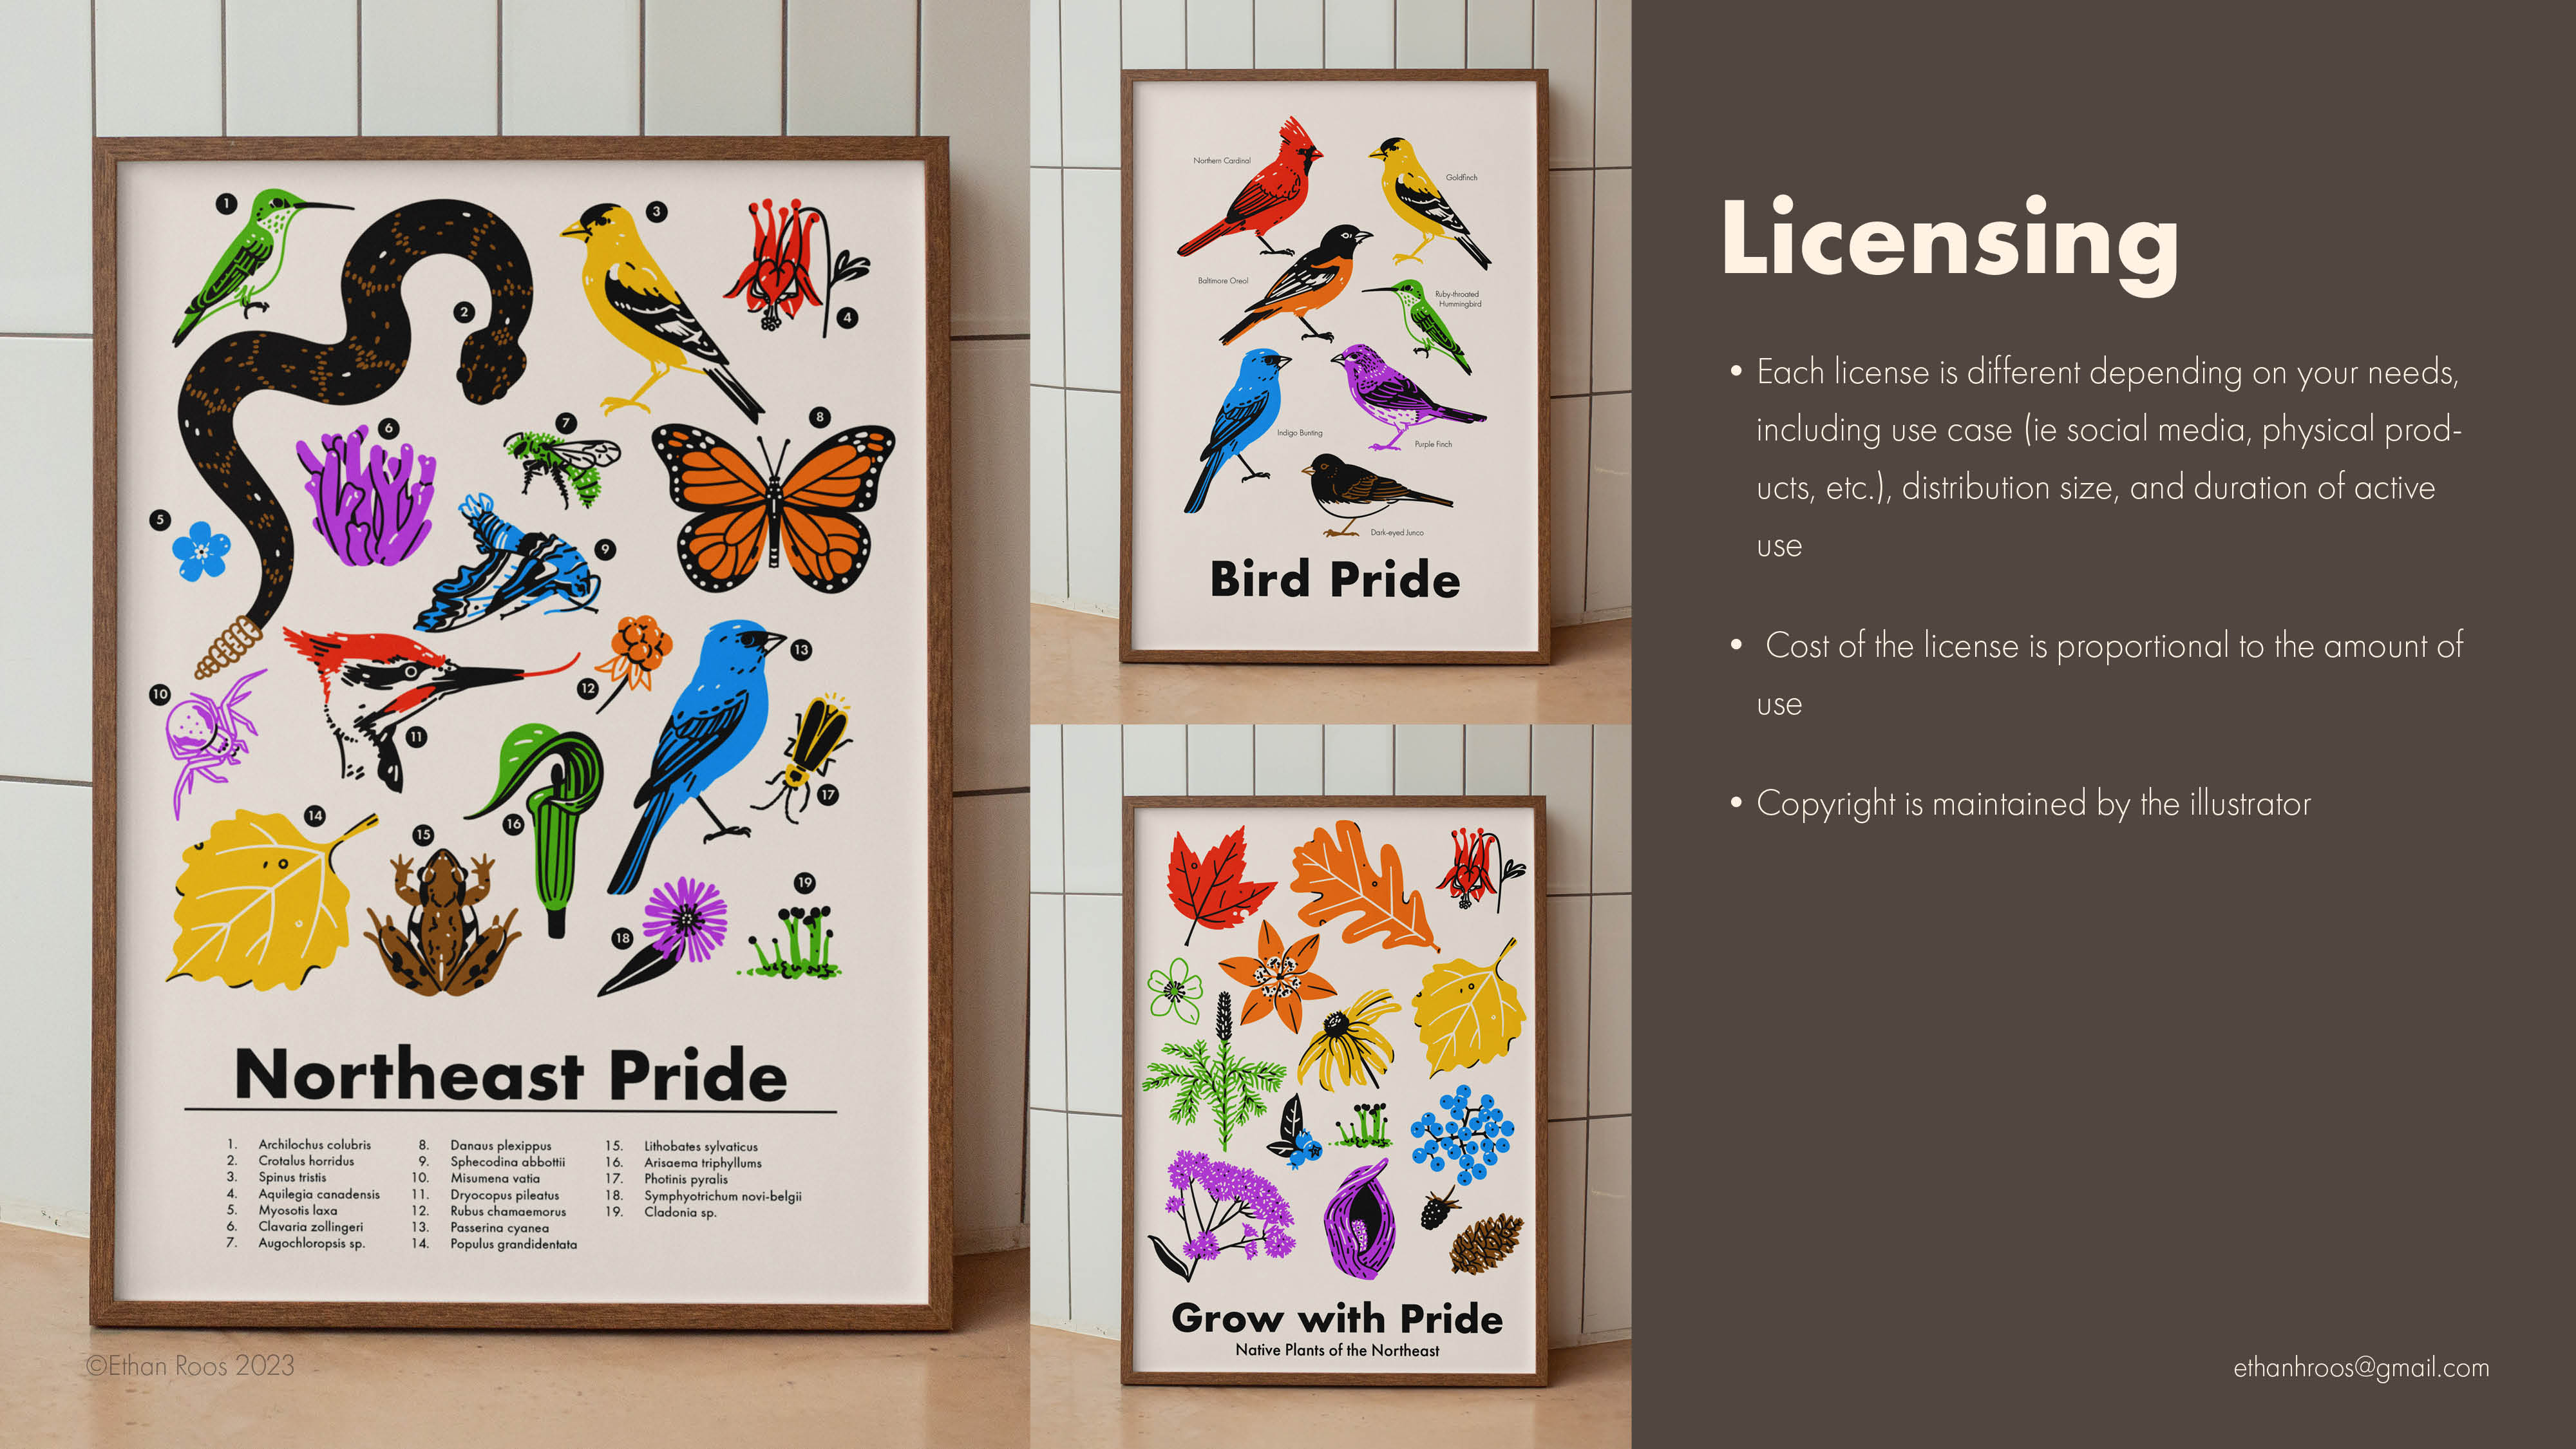 1
2
3
4
5
6
7
8
9
10
11
12
13
14
15
16
17
18
19
Northeast Pride
1. Archilochus colubris
2. Crotalus horridus
3. Spinus tristis
4. Aquilegia canadensis
5. Myosotis laxa
6. Clavaria zollingeri
7. Augochloropsis sp.
8. Danaus plexippus
9. Sphecodina abbottii
10. Misumena vatia
11. Dryocopus pileatus
12. Rubus chamaemorus
13. Passerina cyanea
14. Populus grandidentata
15. Lithobates sylvaticus
16. Arisaema triphyllums
17. Photinis pyralis
18. Symphyotrichum novi-belgii
19. Cladonia sp.
©Ethan Roos 2023
Northern Cardinal
Goldfinch
Baltimore Oreol
Ruby-throated
Hummingbird
Indigo Bunting
Purple Finch
Dark-eyed Junco
Bird Pride
Grow with Pride
Native Plants of the Northeast
Licensing
• Each license is different depending on your needs,
including use case (ie social media, physical prod-
ucts, etc.), distribution size, and duration of active
use
• Cost of the license is proportional to the amount of
use
• Copyright is maintained by the illustrator
ethanhroos@gmail.com